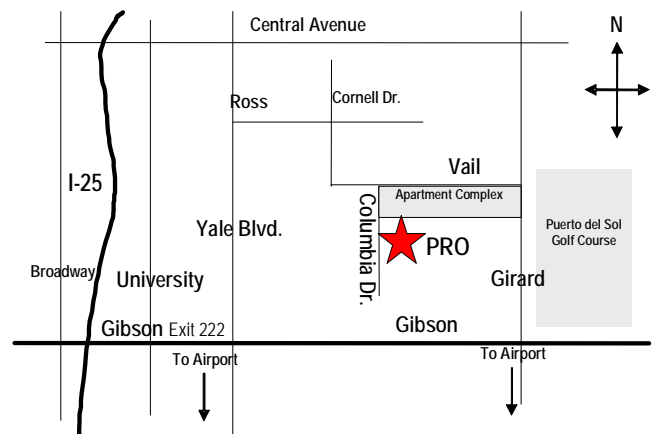 Central Avenue
N
Ross
Cornell Dr.
I-25
Vail
Apartment Complex
Columbia Dr.
Yale Blvd.
PRO
Puerto del Sol
Golf Course
Broadway
University
Girard
Gibson Exit 222
Gibson
To Airport
To Airport